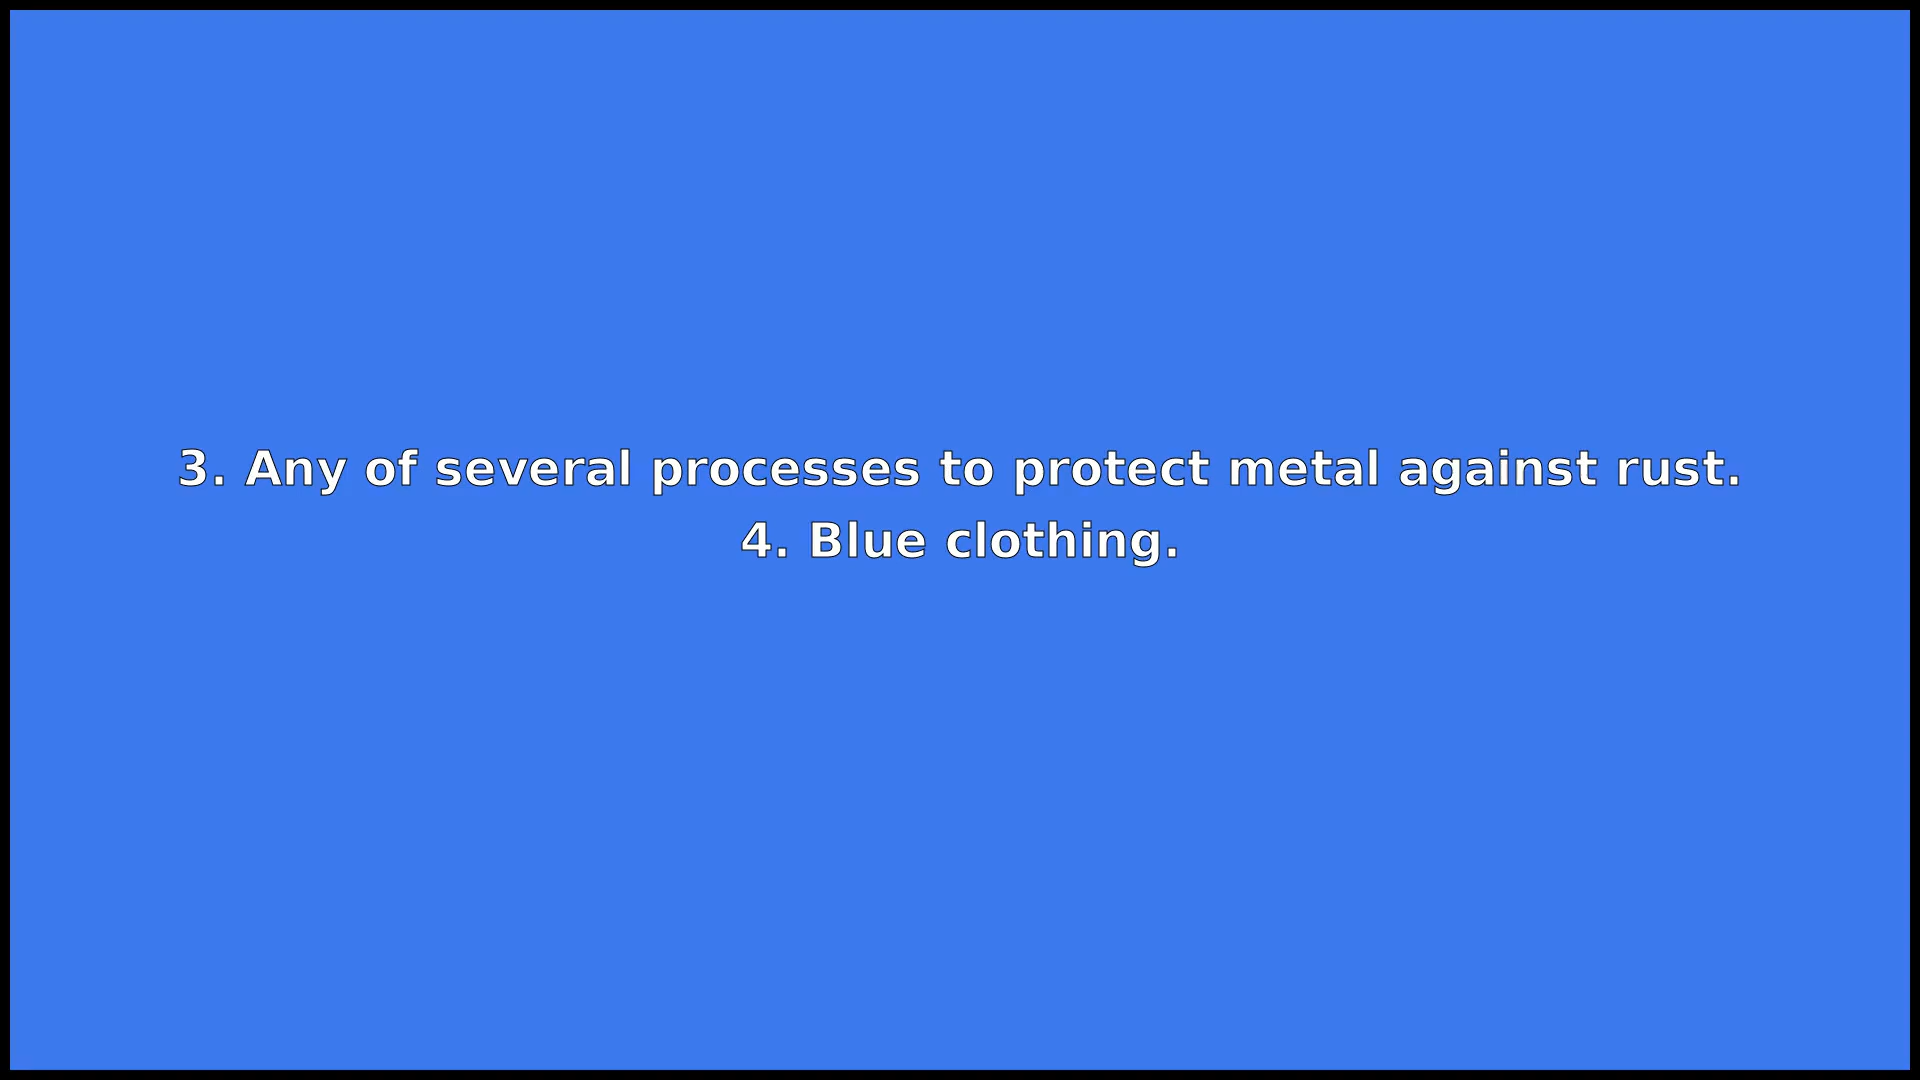 3. Any of several processes to protect metal against rust.
4. Blue clothing.